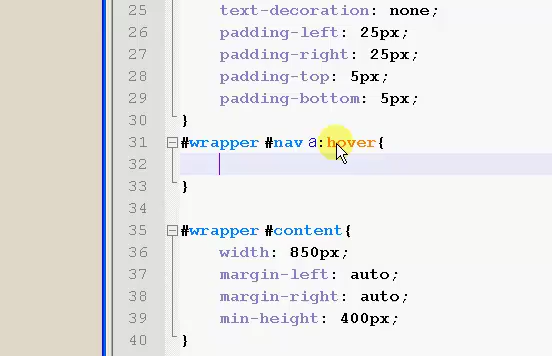 25 text-decoration: none;
26 padding-left: 25px;
27 padding-right: 25px;
28 padding-top: 5px;
29 padding-bottom: 5px;
30 }
31 #wrapper #nav a:hover{
32
33 }
34
35 #wrapper #content{
36 width: 850px;
37 margin-left: auto;
38 margin-right: auto;
39 min-height: 400px;
40 }